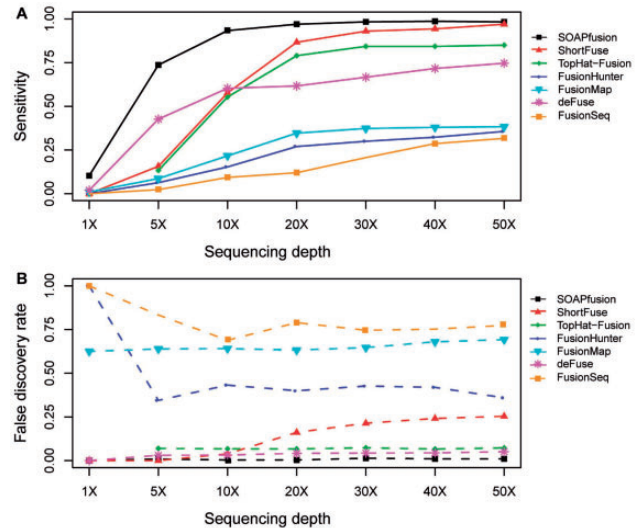 A
Sensitivity
1.00
0.75
0.50
0.25
0.00
1X 5X 10X 20X 30X 40X 50X
Sequencing depth
SOAPfusion
ShortFuse
TopHat-Fusion
FusionHunter
FusionMap
deFuse
FusionSeq
B
False discovery rate
1.00
0.75
0.50
0.25
0.00
1X 5X 10X 20X 30X 40X 50X
Sequencing depth
SOAPfusion
ShortFuse
TopHat-Fusion
FusionHunter
FusionMap
deFuse
FusionSeq